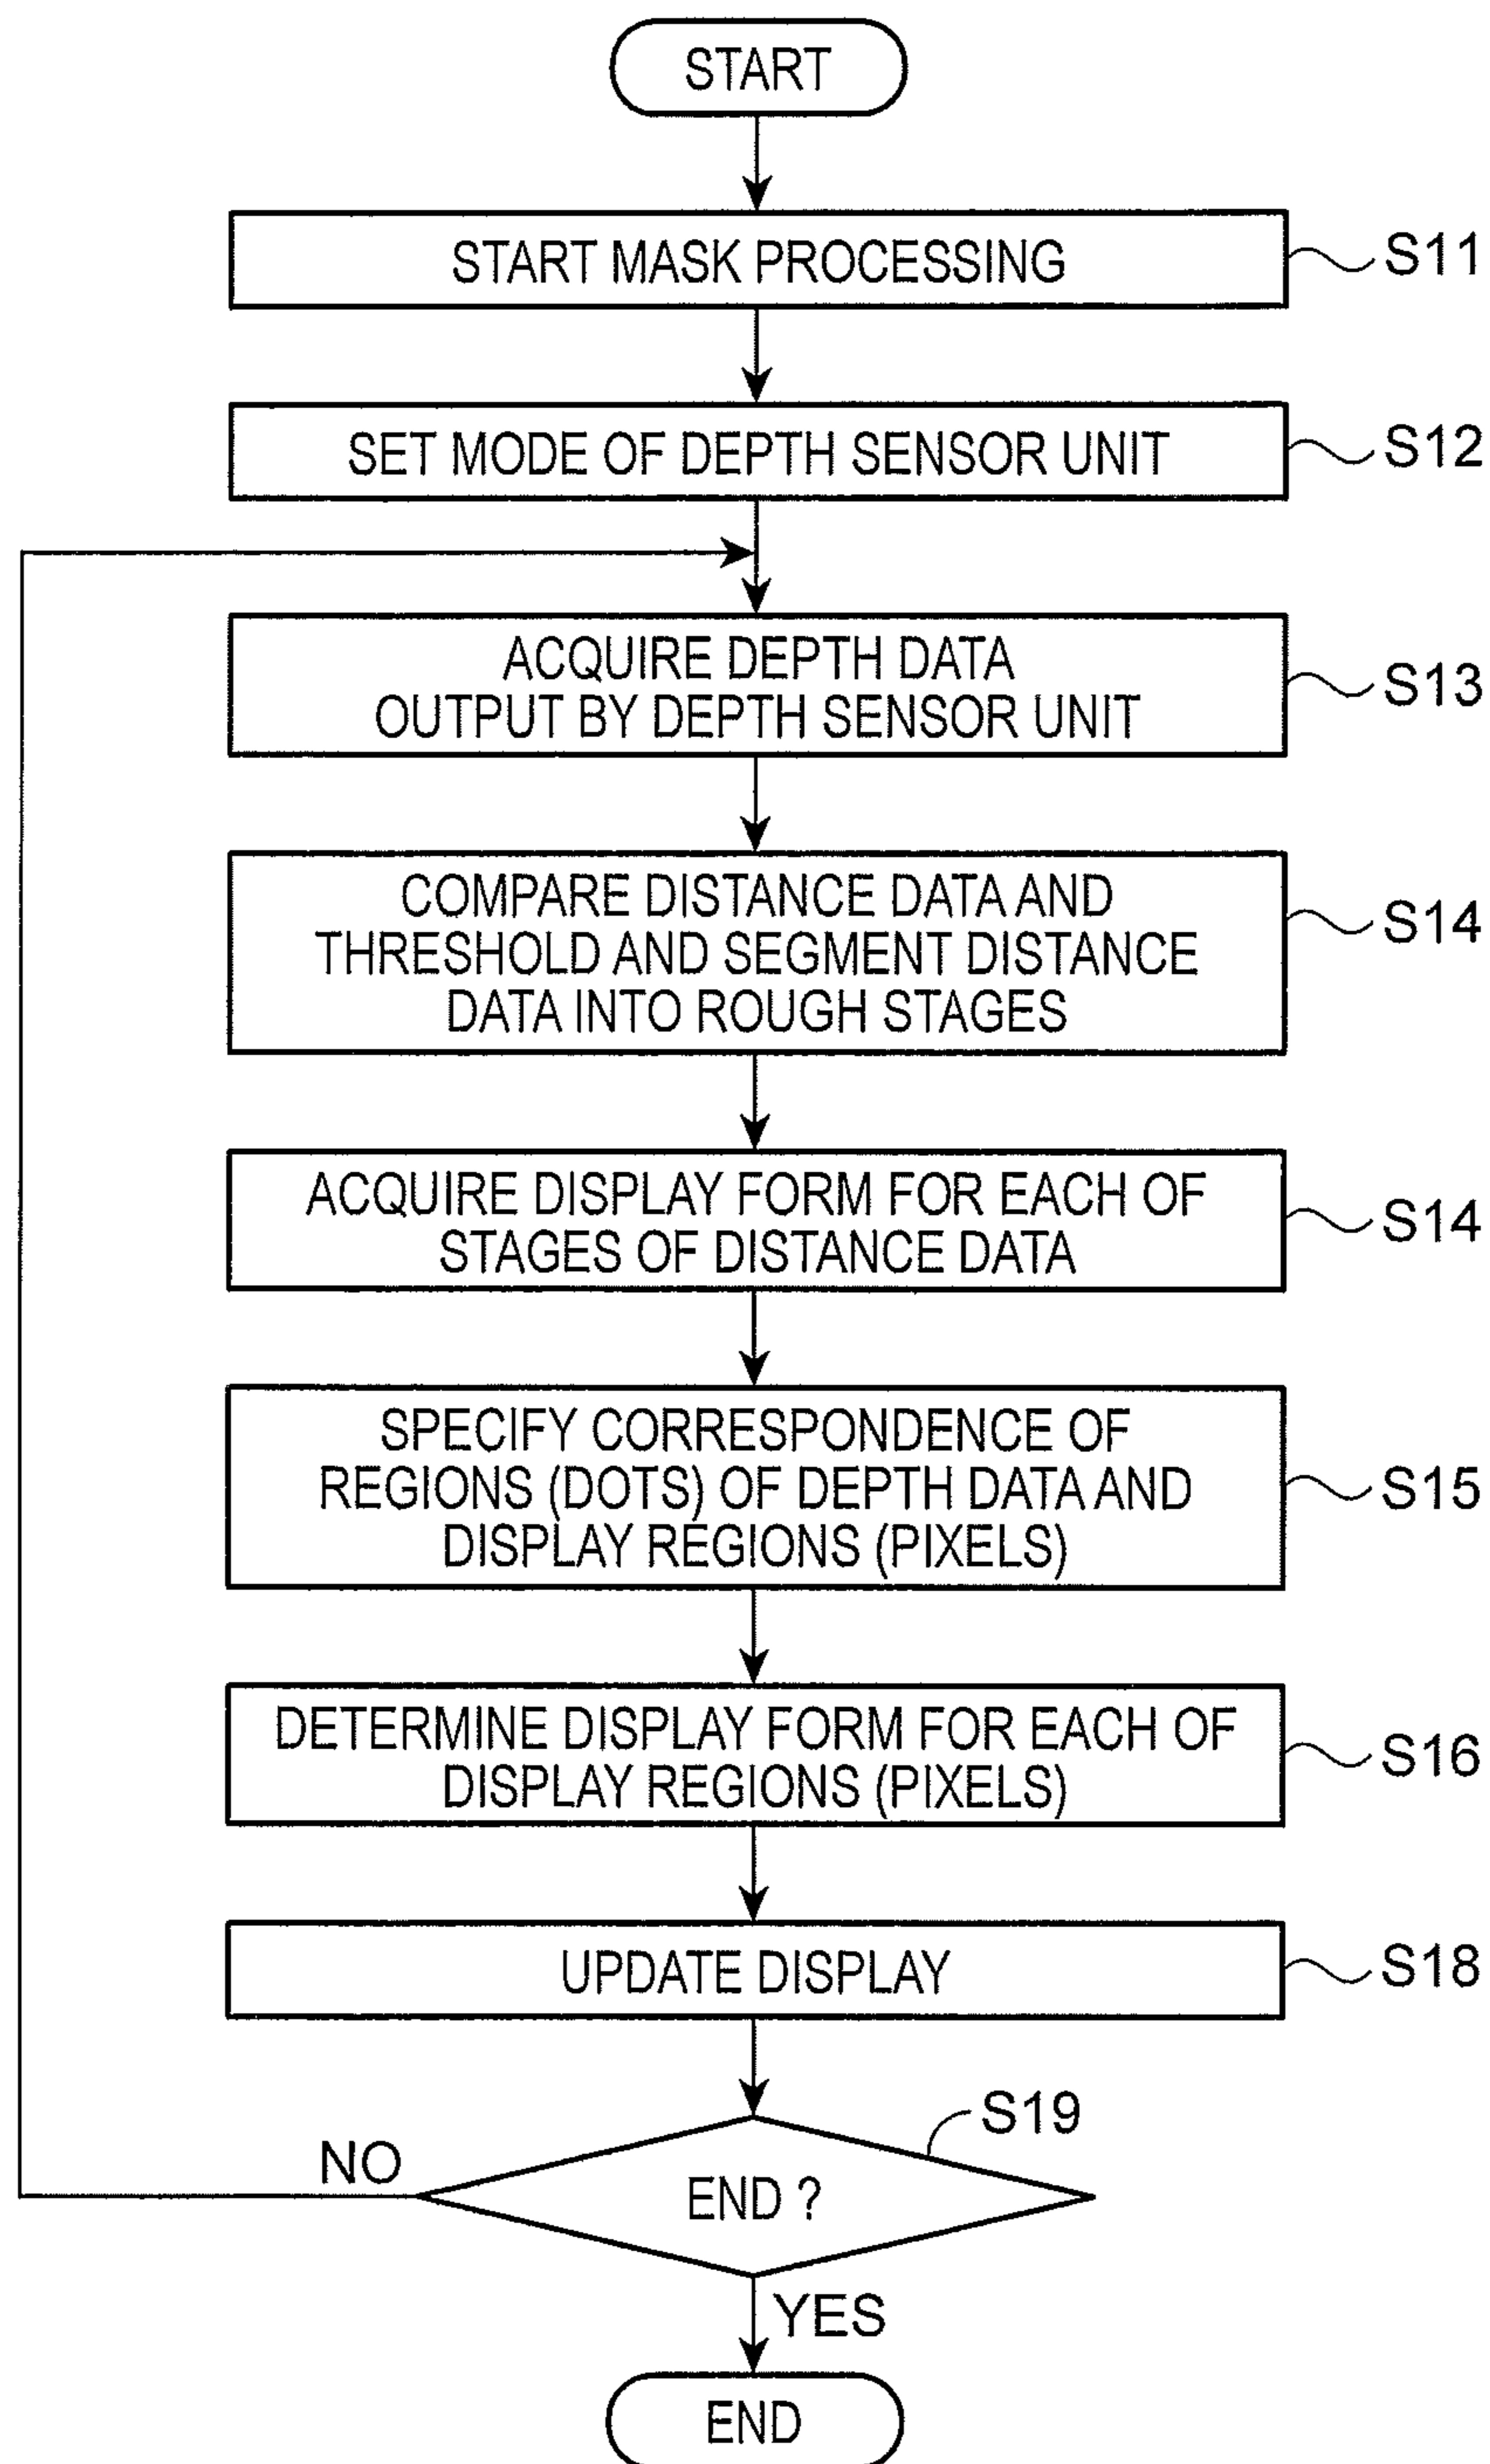 START
START MASK PROCESSING
S11
SET MODE OF DEPTH SENSOR UNIT
S12
ACQUIRE DEPTH DATA
OUTPUT BY DEPTH SENSOR UNIT
S13
COMPARE DISTANCE DATA AND
THRESHOLD AND SEGMENT DISTANCE
DATA INTO ROUGH STAGES
S14
ACQUIRE DISPLAY FORM FOR EACH OF
STAGES OF DISTANCE DATA
S14
SPECIFY CORRESPONDENCE OF
REGIONS (DOTS) OF DEPTH DATA AND
DISPLAY REGIONS (PIXELS)
S15
DETERMINE DISPLAY FORM FOR EACH OF
DISPLAY REGIONS (PIXELS)
S16
UPDATE DISPLAY
S18
S19
NO
END ?
YES
END